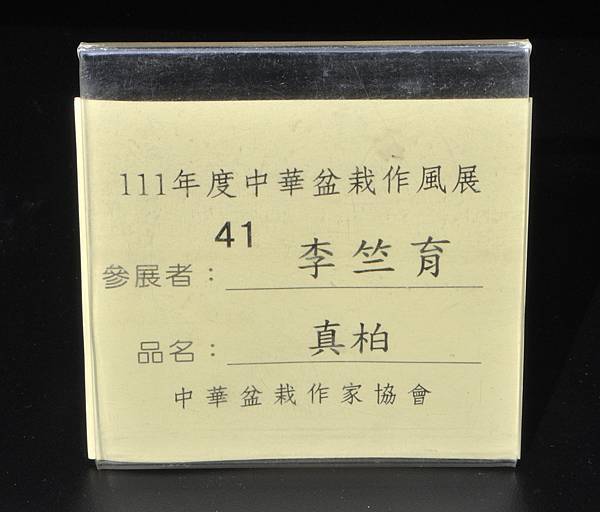 111年度中華盆栽作風展
41
參展者：李竺育
品名：真柏
中華盆栽作家協會